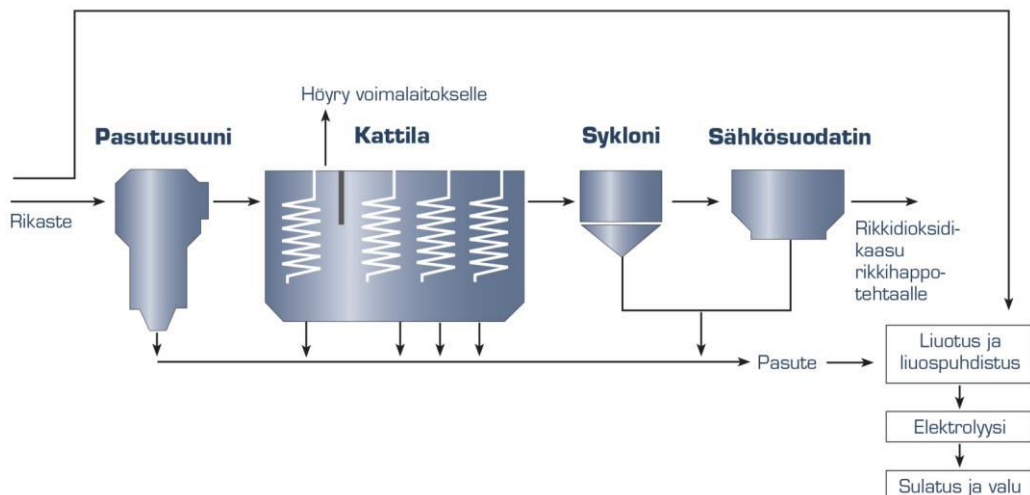 Höyry voimalaitokselle
Pasutusuuni
Kattila
Sykloni
Sähkösuodatin
Rikaste
Rikkidioksidi-
kaasu
rikkihappo-
tehtaalle
Pasute
Liuotus ja
liuospuhdistus
Elektrolyysi
Sulatus ja valu